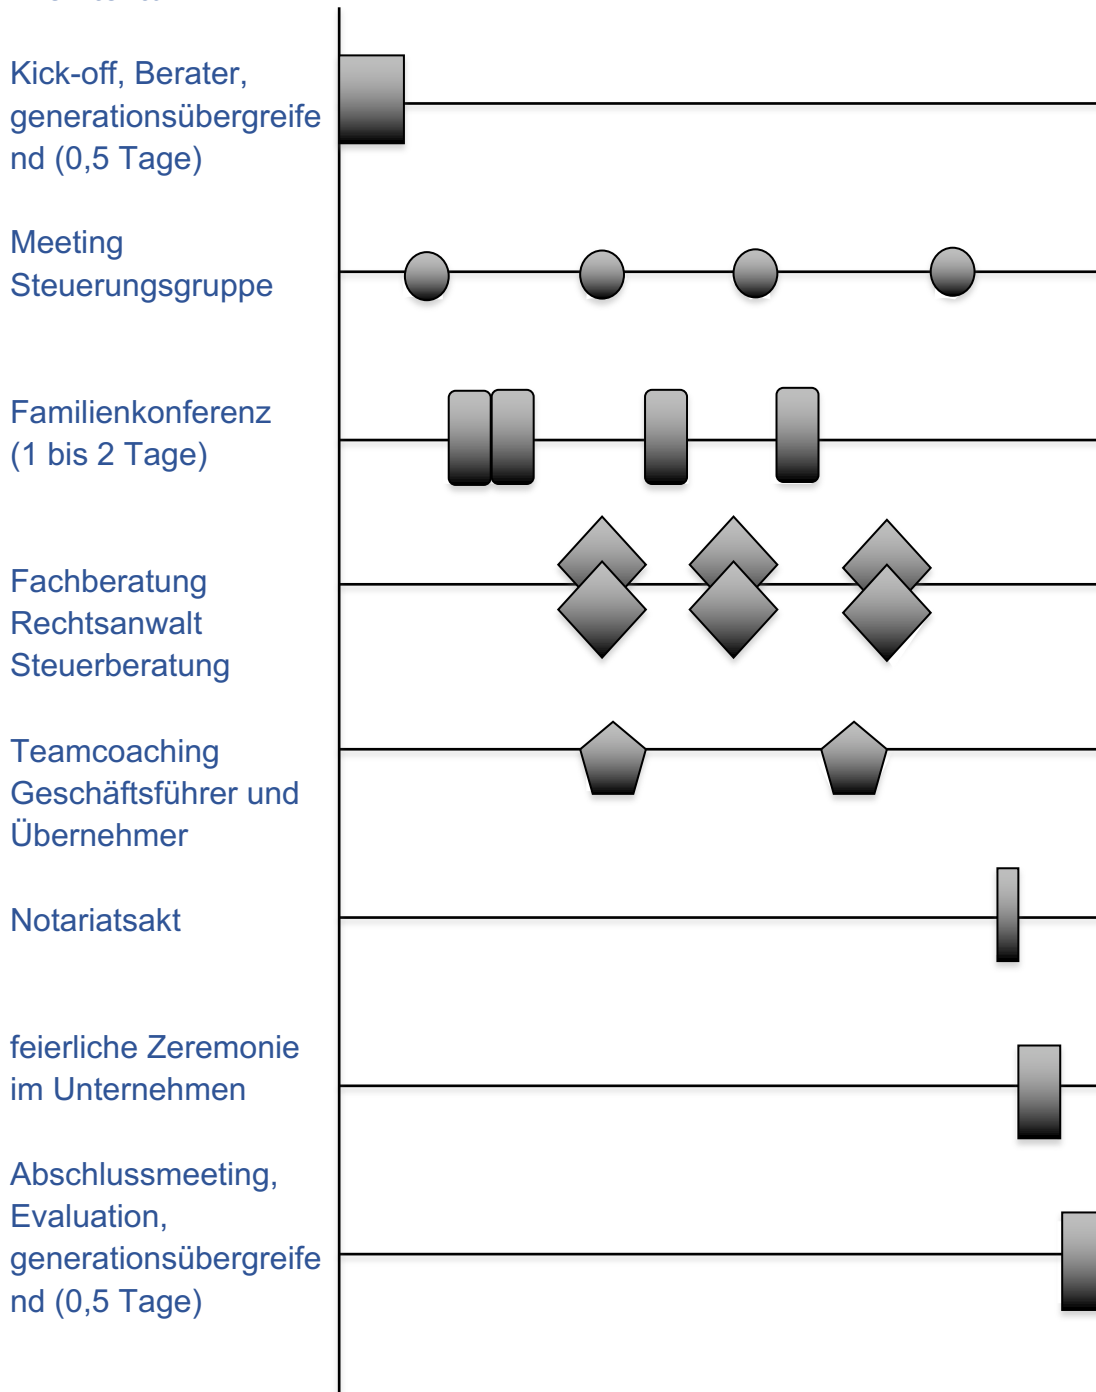 Kick-off, Berater,
generationsübergreife
nd (0,5 Tage)
Meeting
Steuerungsgruppe
Familienkonferenz
(1 bis 2 Tage)
Fachberatung
Rechtsanwalt
Steuerberatung
Teamcoaching
Geschäftsführer und
Übernehmer
Notariatsakt
feierliche Zeremonie
im Unternehmen
Abschlussmeeting,
Evaluation,
generationsübergreife
nd (0,5 Tage)